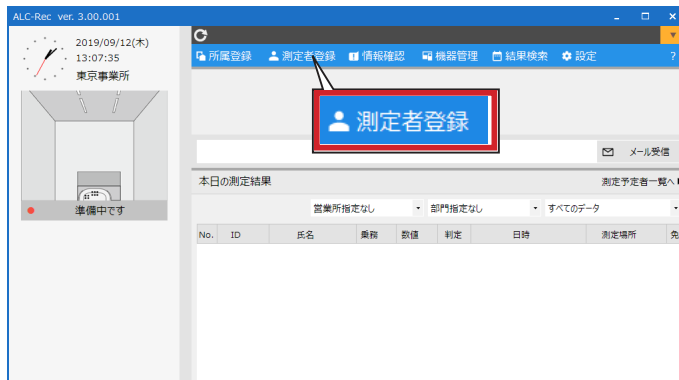 ALC-Rec ver. 3.00.001
2019/09/12(木)
13:07:35
東京事業所
準備中です
所属登録 測定者登録 情報確認 機器管理 結果検索 設定 ?
測定者登録
メール受信
本日の測定結果 測定予定者一覧へ
営業所指定なし 部門指定なし すべてのデータ
No. ID 氏名 乗務 数値 判定 日時 測定場所 免